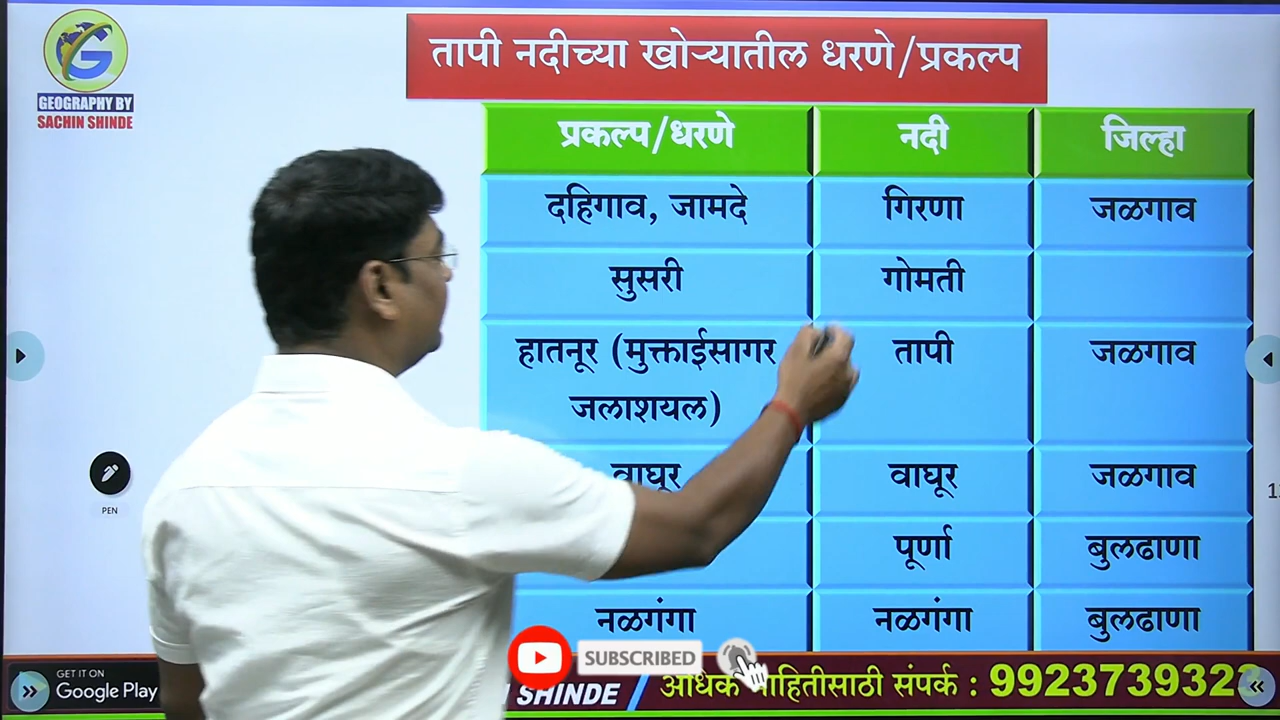 GEOGRAPHY BY
SACHIN SHINDE
तापी नदीच्या खोऱ्यातील धरणे/प्रकल्प
प्रकल्प/धरणे नदी जिल्हा
दहिगाव, जामदे गिरणा जळगाव
सुसरी गोमती
हातनूर (मुक्ताईसागर तापी जळगाव
जलाशयल)
वाघूर वाघूर जळगाव
पूर्णा बुलढाणा
नळगंगा नळगंगा बुलढाणा
PEN
SUBSCRIBED
GET IT ON
Google Play
SHINDE / अधिक माहितीसाठी संपर्क : 992373932